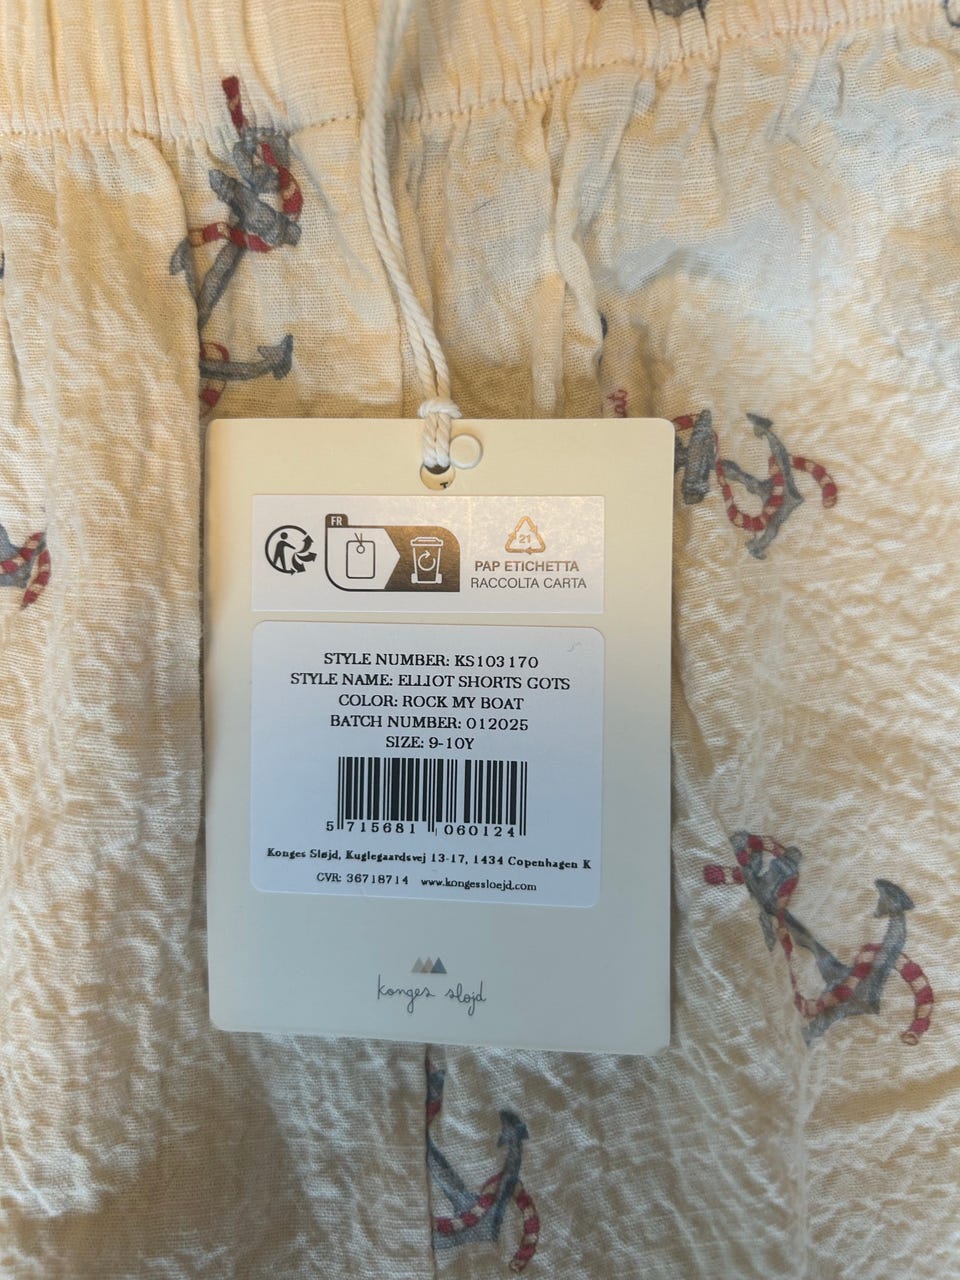 FR
21
PAP ETICHETTA
RACCOLTA CARTA
STYLE NUMBER: KS103170
STYLE NAME: ELLIOT SHORTS GOTS
COLOR: ROCK MY BOAT
BATCH NUMBER: 012025
SIZE: 9-10Y
5 715681 060124
Konges Sløjd, Kuglegaardsvej 13-17, 1434 Copenhagen K
CVR: 36718714 www.kongessloejd.com
konges sløjd